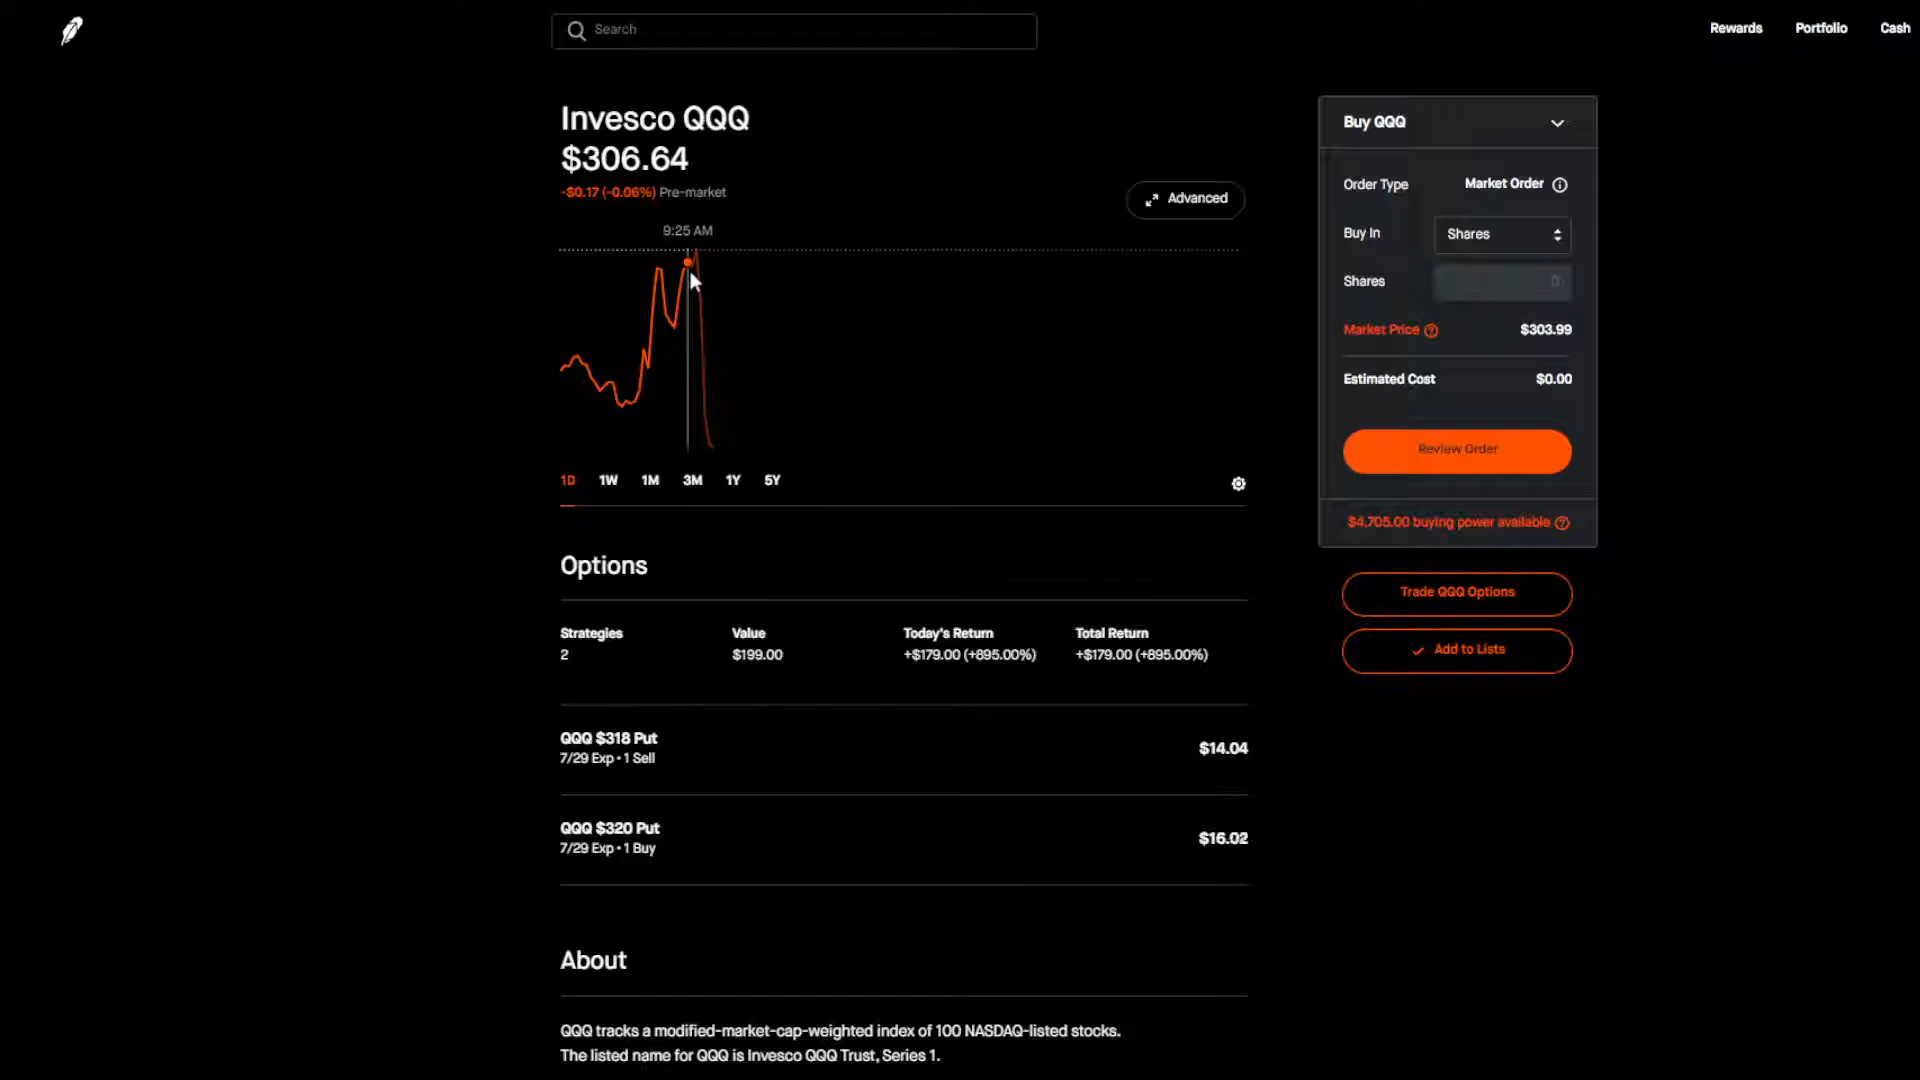 Search
Rewards
Portfolio
Cash
Invesco QQQ
$306.64
-$0.17 (-0.06%) Pre-market
Advanced
9:25 AM
1D 1W 1M 3M 1Y 5Y
Options
Strategies Value Today's Return Total Return
2 $199.00 +$179.00 (+895.00%) +$179.00 (+895.00%)
QQQ $318 Put
7/29 Exp • 1 Sell
$14.04
QQQ $320 Put
7/29 Exp • 1 Buy
$16.02
About
QQQ tracks a modified-market-cap-weighted index of 100 NASDAQ-listed stocks.
The listed name for QQQ is Invesco QQQ Trust, Series 1.
Buy QQQ
Order Type Market Order
Buy In Shares
Shares
Market Price $303.99
Estimated Cost $0.00
Review Order
$4,705.00 buying power available
Trade QQQ Options
Add to Lists